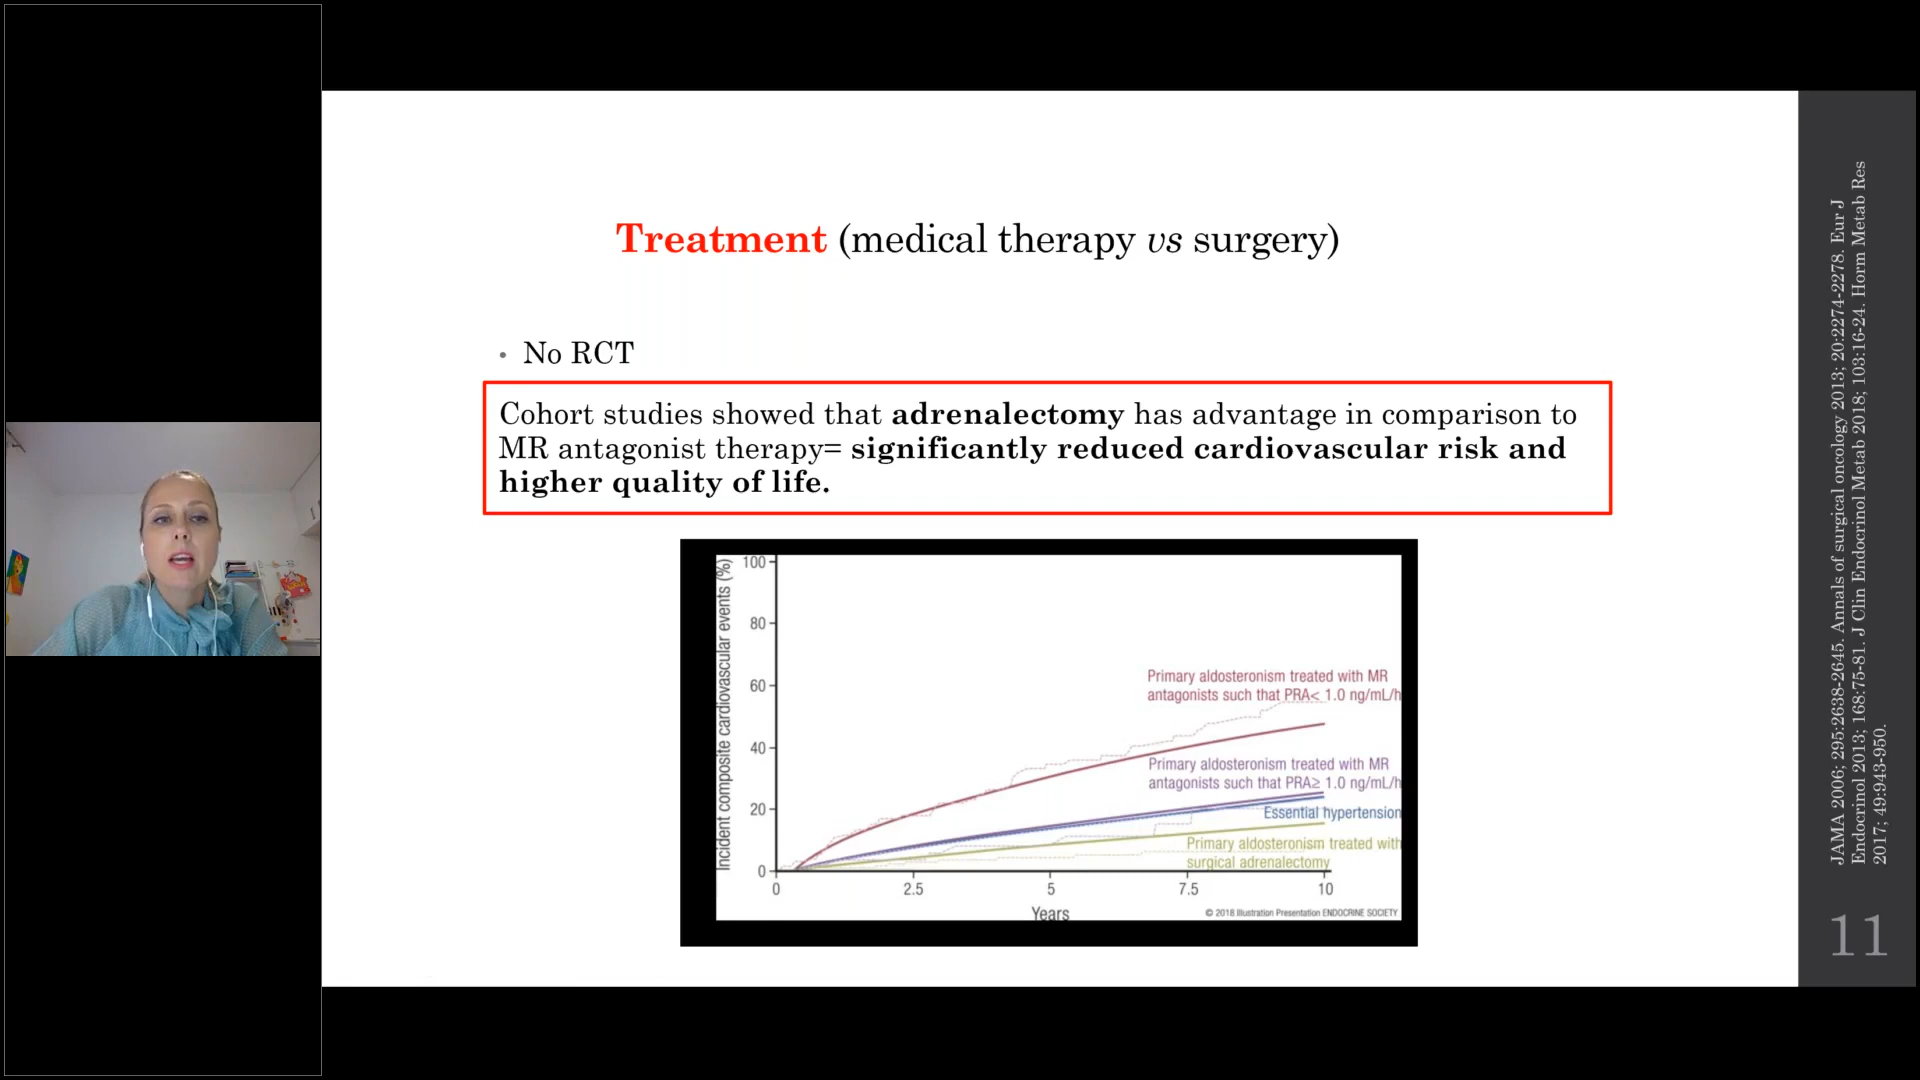 Treatment (medical therapy vs surgery)
• No RCT
Cohort studies showed that adrenalectomy has advantage in comparison to
MR antagonist therapy= significantly reduced cardiovascular risk and
higher quality of life.
Incident composite cardiovascular events (%)
100
80
60
40
20
0
Primary aldosteronism treated with MR
antagonists such that PRA< 1.0 ng/mL/h
Primary aldosteronism treated with MR
antagonists such that PRA≥ 1.0 ng/mL/h
Essential hypertension
Primary aldosteronism treated with
surgical adrenalectomy
0 2.5 5 7.5 10
Years
© 2018 Illustration Presentation ENDOCRINE SOCIETY
JAMA 2006; 295:2638-2645. Annals of surgical oncology 2013; 20:2274-2278. Eur J
Endocrinol 2013; 168:75-81. J Clin Endocrinol Metab 2018; 103:16-24. Horm Metab Res
2017; 49:943-950.
11